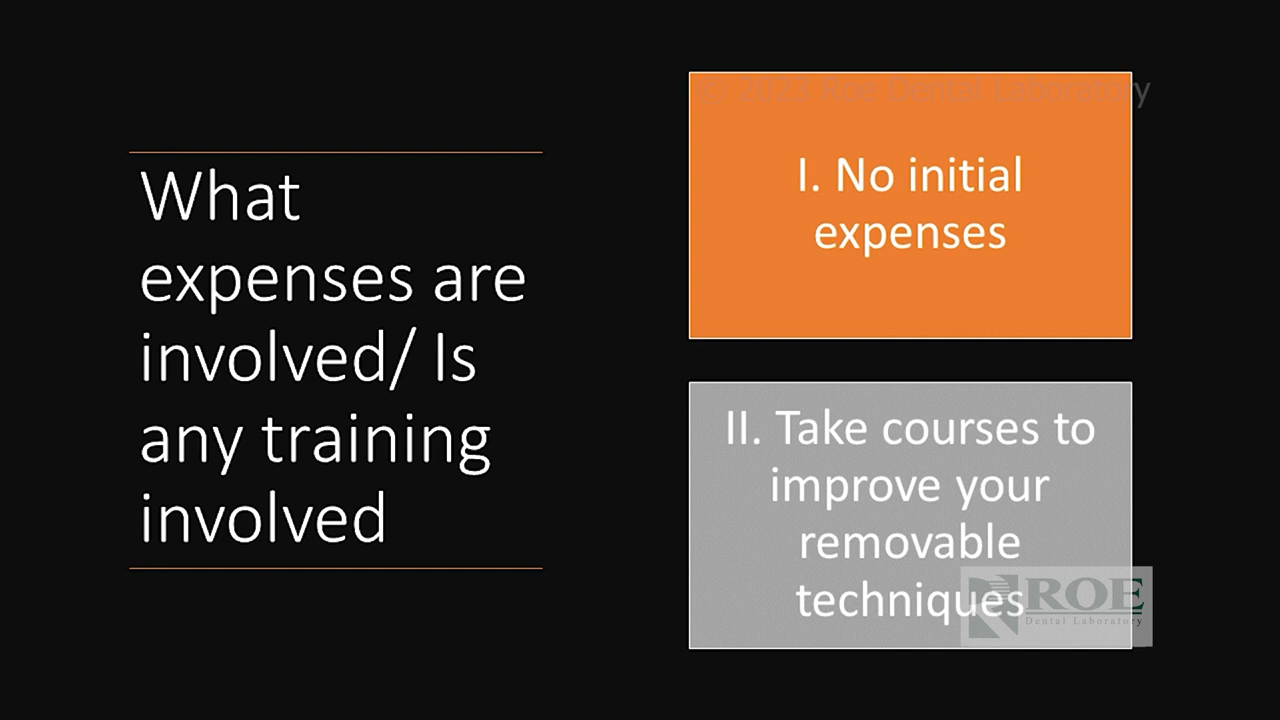 What
expenses are
involved/ Is
any training
involved
© 2023 Roe Dental Laboratory
I. No initial
expenses
II. Take courses to
improve your
removable
techniques
ROE
Dental Laboratory